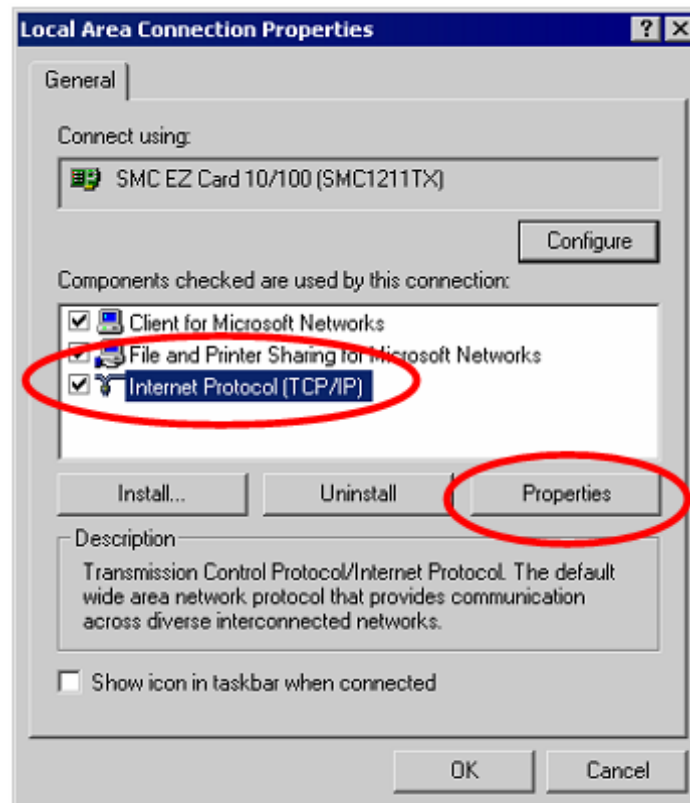 Local Area Connection Properties
General
Connect using:
SMC EZ Card 10/100 (SMC1211TX)
Configure
Components checked are used by this connection:
Client for Microsoft Networks
File and Printer Sharing for Microsoft Networks
Internet Protocol (TCP/IP)
Install...
Uninstall
Properties
Description
Transmission Control Protocol/Internet Protocol. The default
wide area network protocol that provides communication
across diverse interconnected networks.
Show icon in taskbar when connected
OK
Cancel